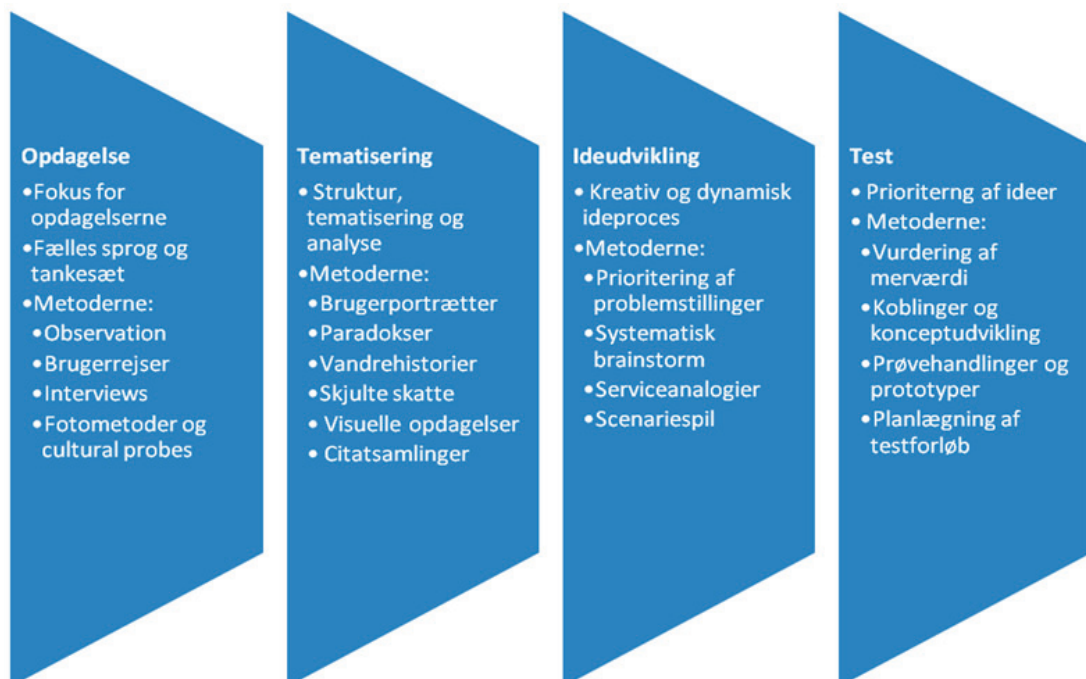 Opdagelse
•Fokus for
opdagelserne
•Fælles sprog og
tankesæt
•Metoderne:
•Observation
•Brugerrejser
•Interviews
•Fotometoder og
cultural probes
Tematisering
• Struktur,
tematisering og
analyse
• Metoderne:
•Brugerportrætter
•Paradokser
•Vandrehistorier
•Skjulte skatte
• Visuelle opdagelser
• Citatsamlinger
Ideudvikling
• Kreativ og dynamisk
ideproces
•Metoderne:
•Prioritering af
problemstillinger
•Systematisk
brainstorm
•Serviceanalogier
•Scenariespil
Test
• Prioriterng af ideer
• Metoderne:
•Vurdering af
merværdi
•Koblinger og
konceptudvikling
•Prøvehandlinger og
prototyper
•Planlægning af
testforløb